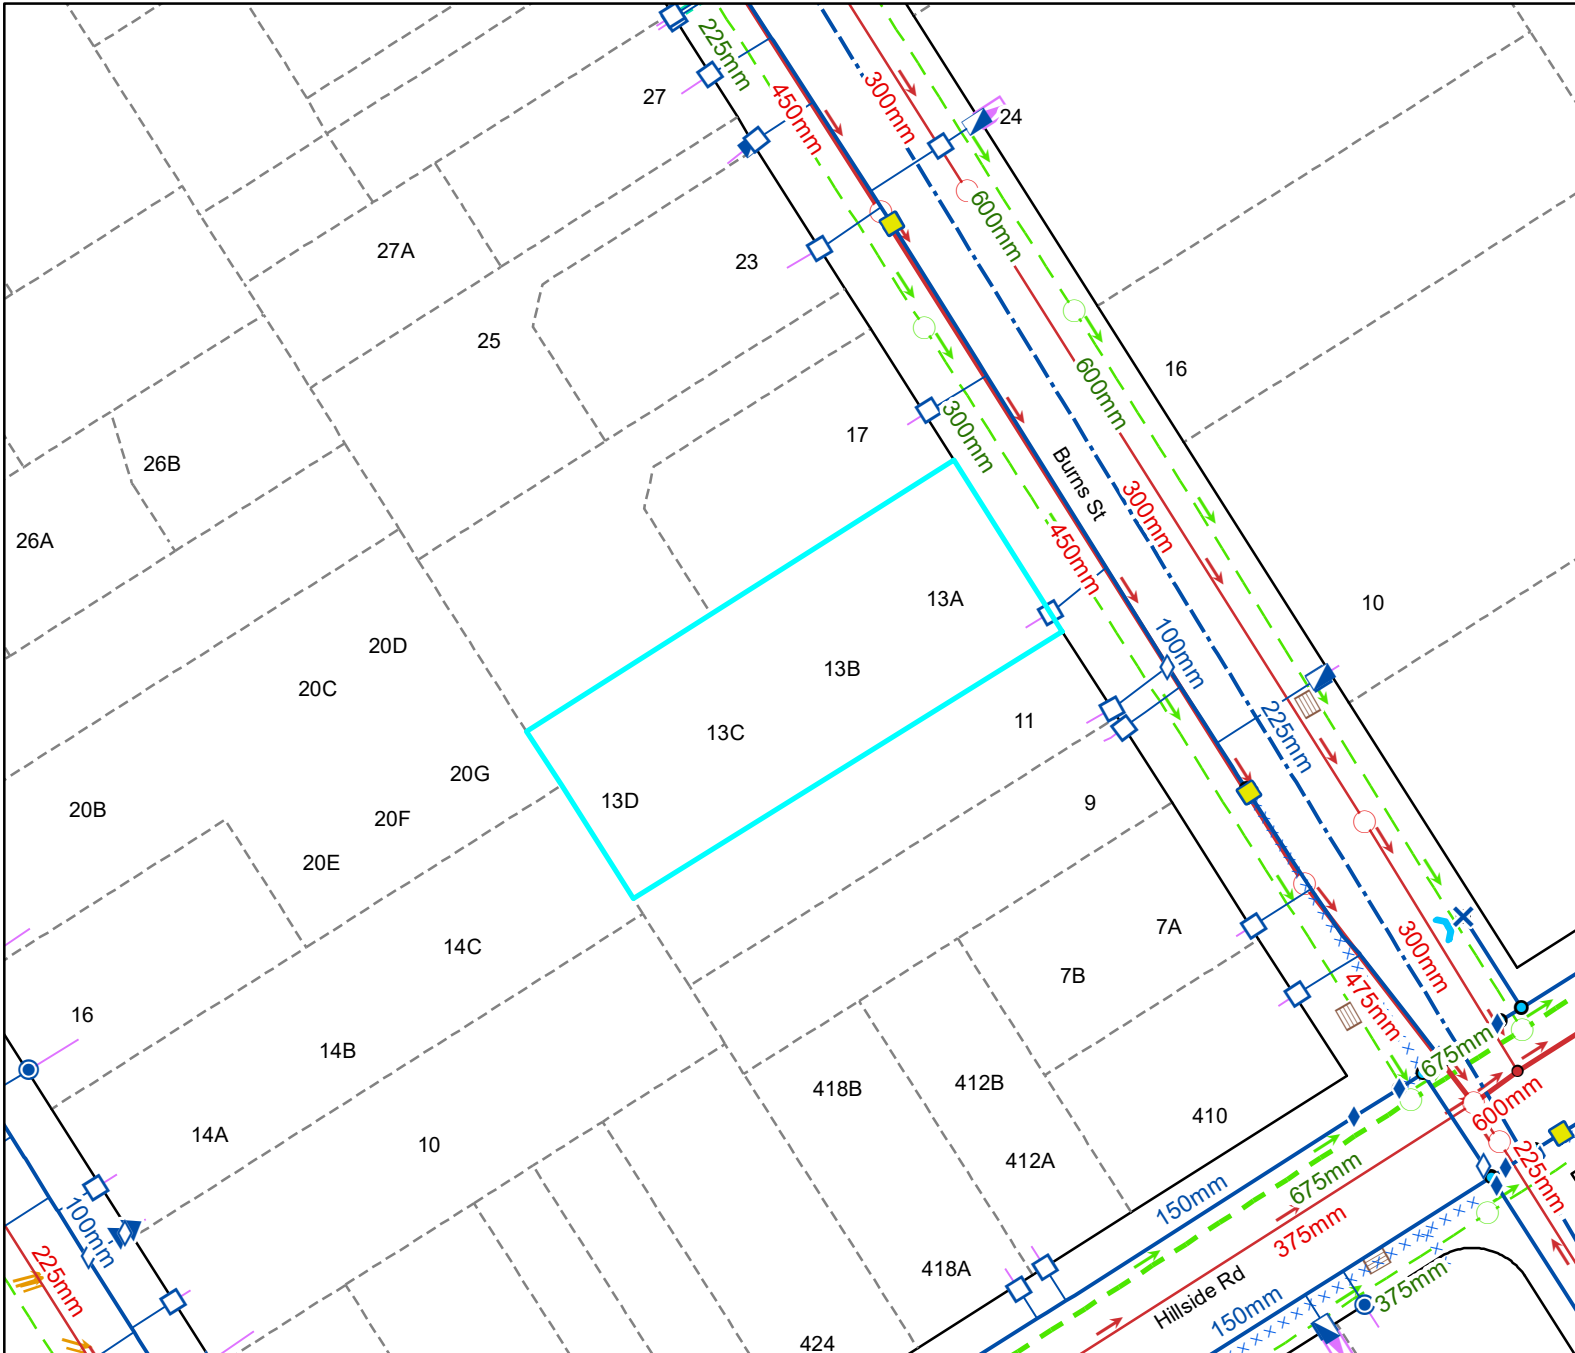 225mm
27
450mm
300mm
24
600mm
27A
23
25
600mm
16
17
300mm
26B
Burns St
300mm
26A
450mm
13A
10
20D
100mm
13B
20C
11
13C
225mm
20G
13D
9
20B
20F
20E
7A
14C
300mm
7B
475mm
16
14B
675mm
418B
412B
600mm
410
14A
10
412A
675mm
225mm
150mm
100mm
375mm
418A
Hillside Rd
225mm
375mm
150mm
424